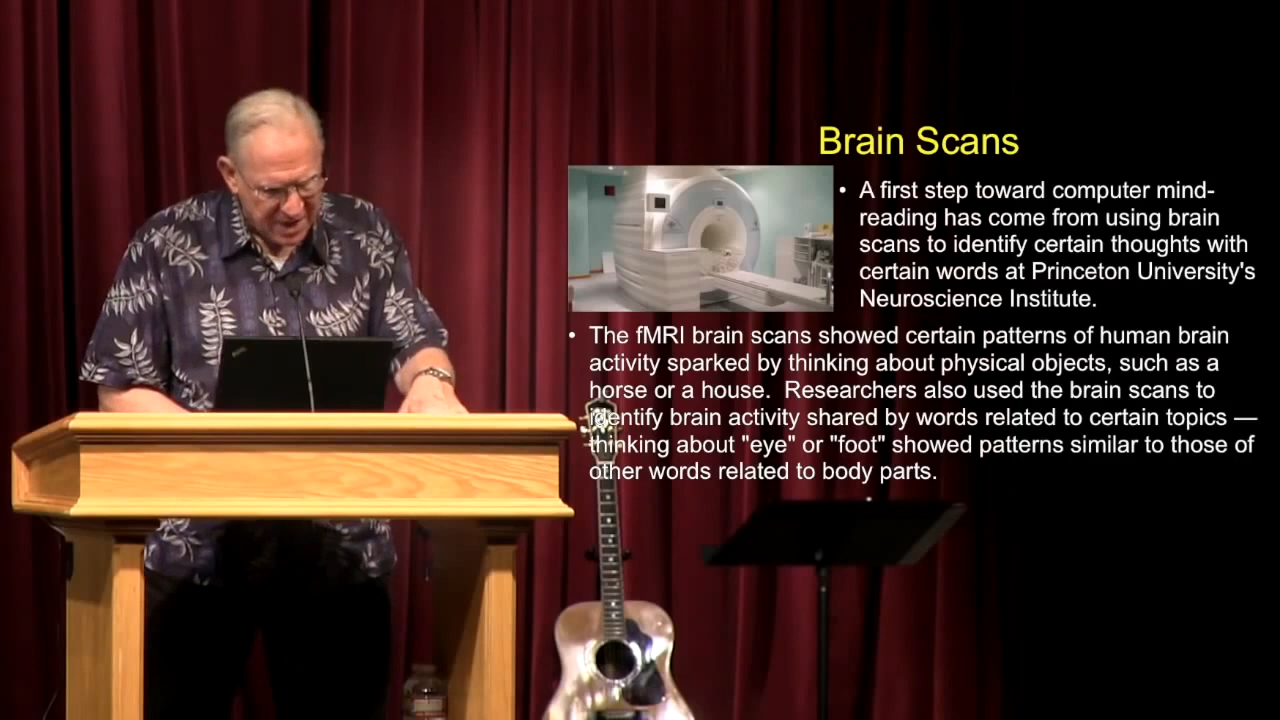 Brain Scans
• A first step toward computer mind-
reading has come from using brain
scans to identify certain thoughts with
certain words at Princeton University's
Neuroscience Institute.
• The fMRI brain scans showed certain patterns of human brain
activity sparked by thinking about physical objects, such as a
horse or a house.  Researchers also used the brain scans to
identify brain activity shared by words related to certain topics —
thinking about "eye" or "foot" showed patterns similar to those of
other words related to body parts.